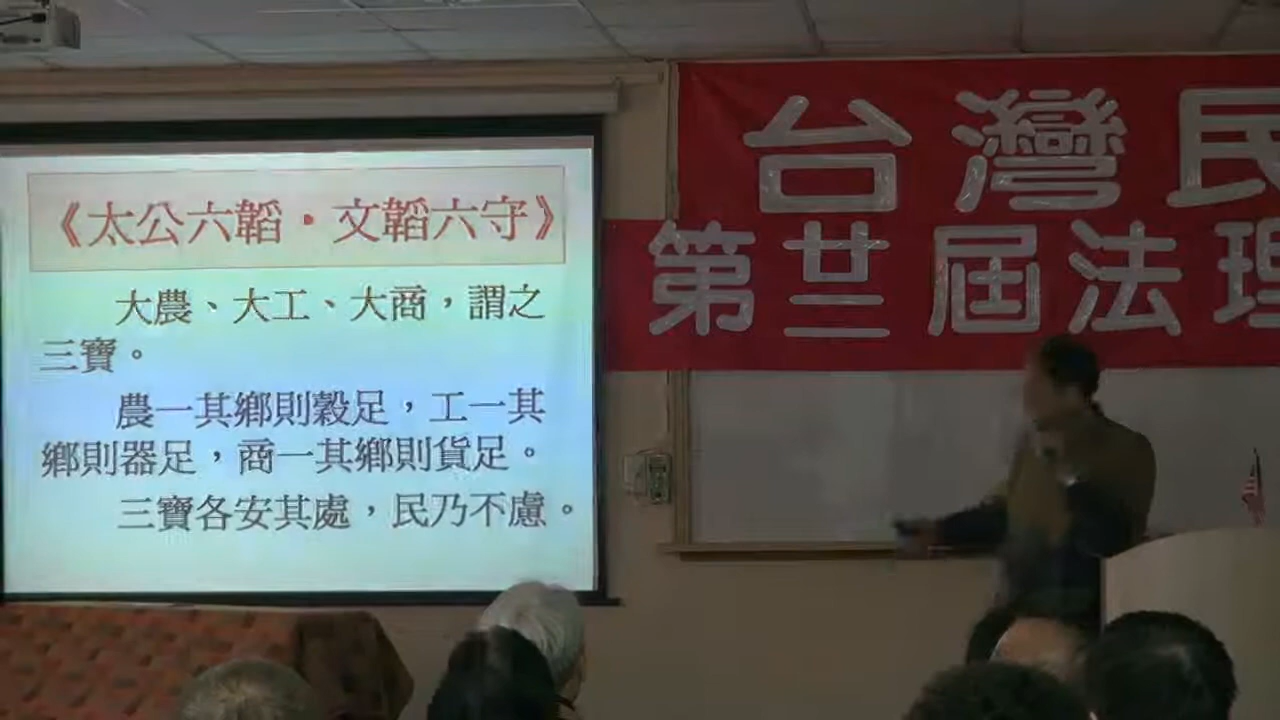 《太公六韜·文韜六守》
大農、大工、大商，謂之
三寶。
農一其鄉則穀足，工一其
鄉則器足，商一其鄉則貨足。
三寶各安其處，民乃不慮。
台灣民
第廿二屆法理